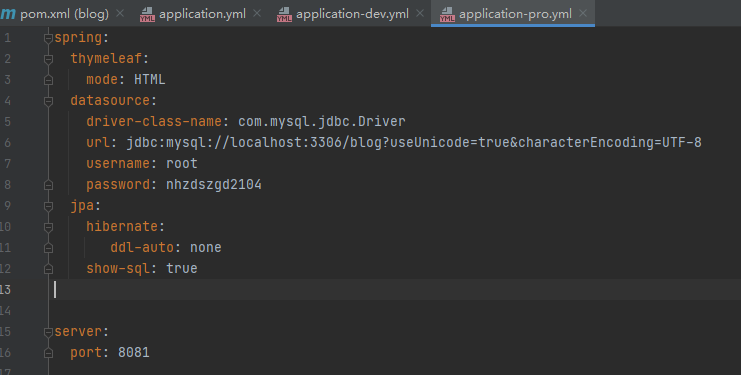 pom.xml (blog) application.yml application-dev.yml application-pro.yml
1 spring:
2   thymeleaf:
3     mode: HTML
4   datasource:
5     driver-class-name: com.mysql.jdbc.Driver
6     url: jdbc:mysql://localhost:3306/blog?useUnicode=true&characterEncoding=UTF-8
7     username: root
8     password: nhzdszgd2104
9   jpa:
10     hibernate:
11       ddl-auto: none
12     show-sql: true
13
14
15 server:
16   port: 8081
17